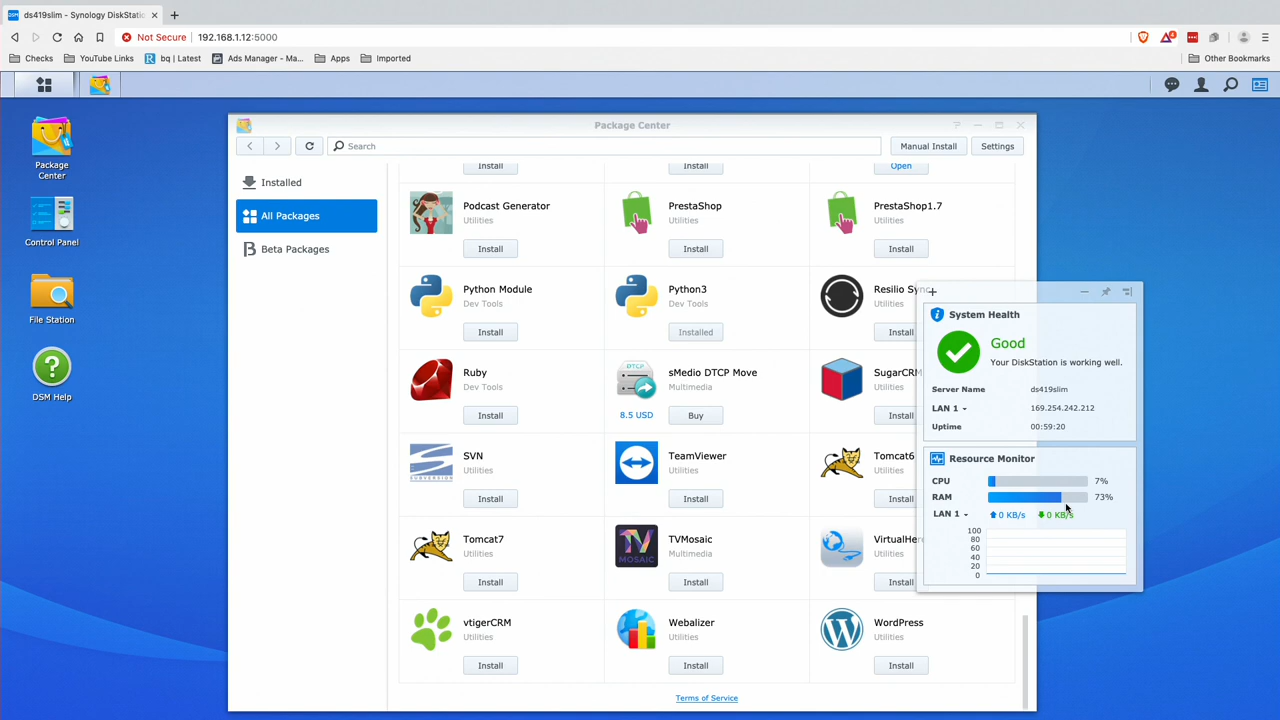 ds419slim - Synology DiskStatio
Not Secure 192.168.1.12:5000
Checks YouTube Links bq | Latest Ads Manager - Ma... Apps Imported Other Bookmarks
Package Center
Control Panel
File Station
DSM Help
Package Center
Search
Manual Install
Settings
Installed
All Packages
Beta Packages
Install Install Open
Podcast Generator
Utilities
Install
PrestaShop
Utilities
Install
PrestaShop1.7
Utilities
Install
Python Module
Dev Tools
Install
Python3
Dev Tools
Installed
Resilio Sync
Utilities
Install
Ruby
Dev Tools
Install
sMedio DTCP Move
Multimedia
8.5 USD Buy
SugarCRM
Utilities
Install
SVN
Utilities
Install
TeamViewer
Utilities
Install
Tomcat6
Utilities
Install
Tomcat7
Utilities
Install
TVMosaic
Multimedia
Install
VirtualHere
Utilities
Install
vtigerCRM
Utilities
Install
Webalizer
Utilities
Install
WordPress
Utilities
Install
Terms of Service
System Health
Good
Your DiskStation is working well.
Server Name ds419slim
LAN 1 169.254.242.212
Uptime 00:59:20
Resource Monitor
CPU 7%
RAM 73%
LAN 1 0 KB/s 0 KB/s
100
80
60
40
20
0